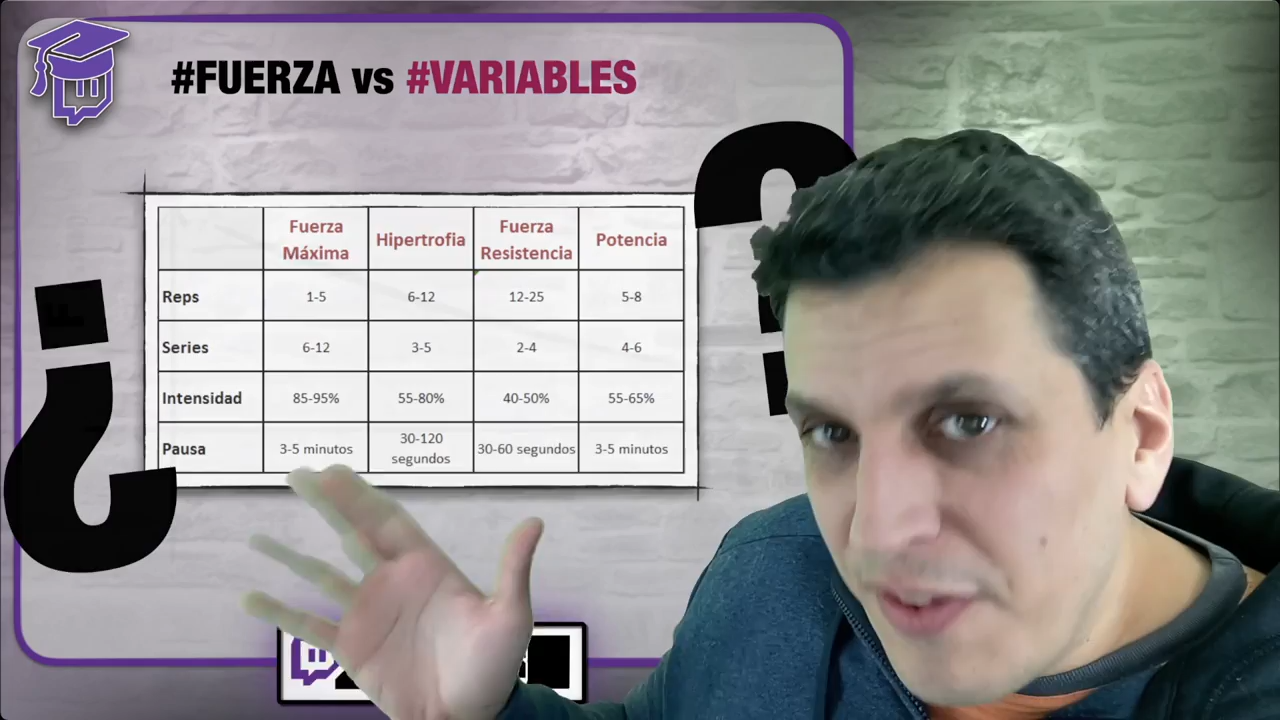 #FUERZA vs #VARIABLES
Fuerza Máxima Hipertrofia Fuerza Resistencia Potencia
Reps 1-5 6-12 12-25 5-8
Series 6-12 3-5 2-4 4-6
Intensidad 85-95% 55-80% 40-50% 55-65%
Pausa 3-5 minutos 30-120 segundos 30-60 segundos 3-5 minutos
¿
?